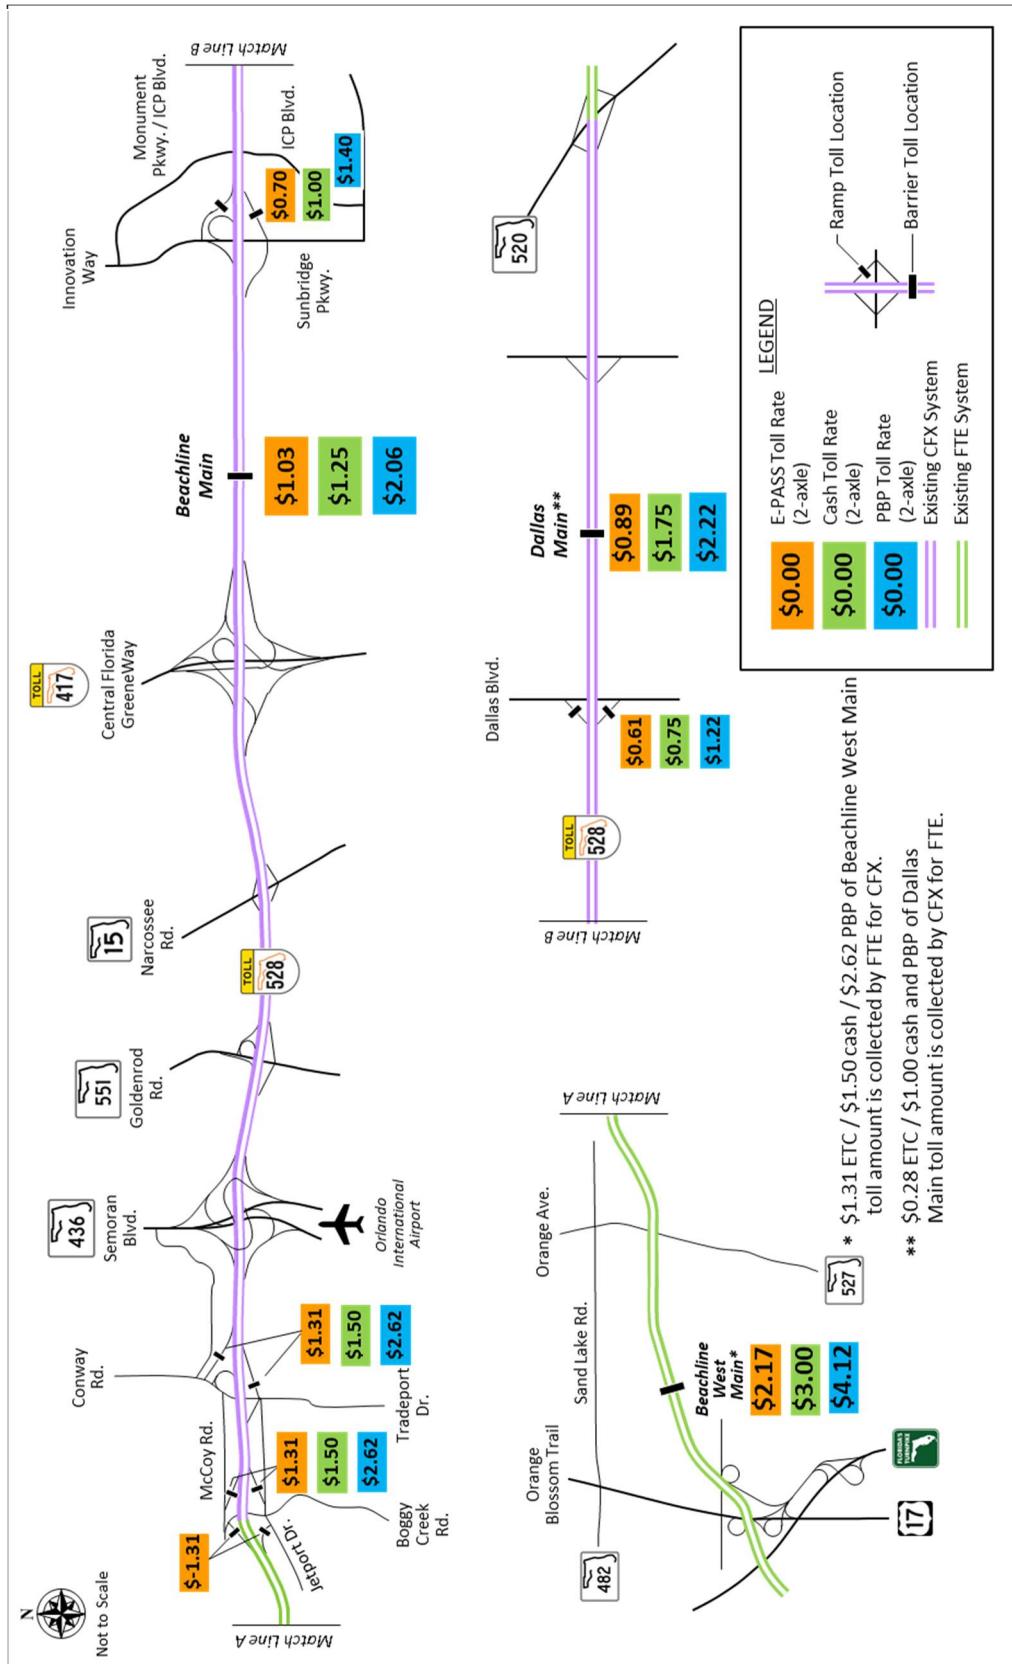 N
Not to Scale
Match Line A
$-1.31
Jetport Dr.
McCoy Rd.
Boggy
Creek
Rd.
$1.31
$1.50
$2.62
Conway
Rd.
Tradeport
Dr.
$1.31
$1.50
$2.62
436
Semoran
Blvd.
Orlando
International
Airport
551
Goldenrod
Rd.
TOLL
528
15
Narcossee
Rd.
TOLL
417
Central Florida
GreeneWay
Beachline
Main
$1.03
$1.25
$2.06
Innovation
Way
Sunbridge
Pkwy.
Monument
Pkwy. / ICP Blvd.
ICP Blvd.
$0.70
$1.00
$1.40
Match Line B
482
Orange
Blossom Trail
Sand Lake Rd.
17
FLORIDA'S
TURNPIKE
Beachline
West
Main*
$2.17
$3.00
$4.12
Orange Ave.
527
Match Line A
Match Line B
TOLL
528
Dallas Blvd.
$0.61
$0.75
$1.22
Dallas
Main**
$0.89
$1.75
$2.22
520
* $1.31 ETC / $1.50 cash / $2.62 PBP of Beachline West Main
toll amount is collected by FTE for CFX.
** $0.28 ETC / $1.00 cash and PBP of Dallas
Main toll amount is collected by CFX for FTE.
LEGEND
$0.00
E-PASS Toll Rate
(2-axle)
$0.00
Cash Toll Rate
(2-axle)
$0.00
PBP Toll Rate
(2-axle)
Existing CFX System
Existing FTE System
Ramp Toll Location
Barrier Toll Location